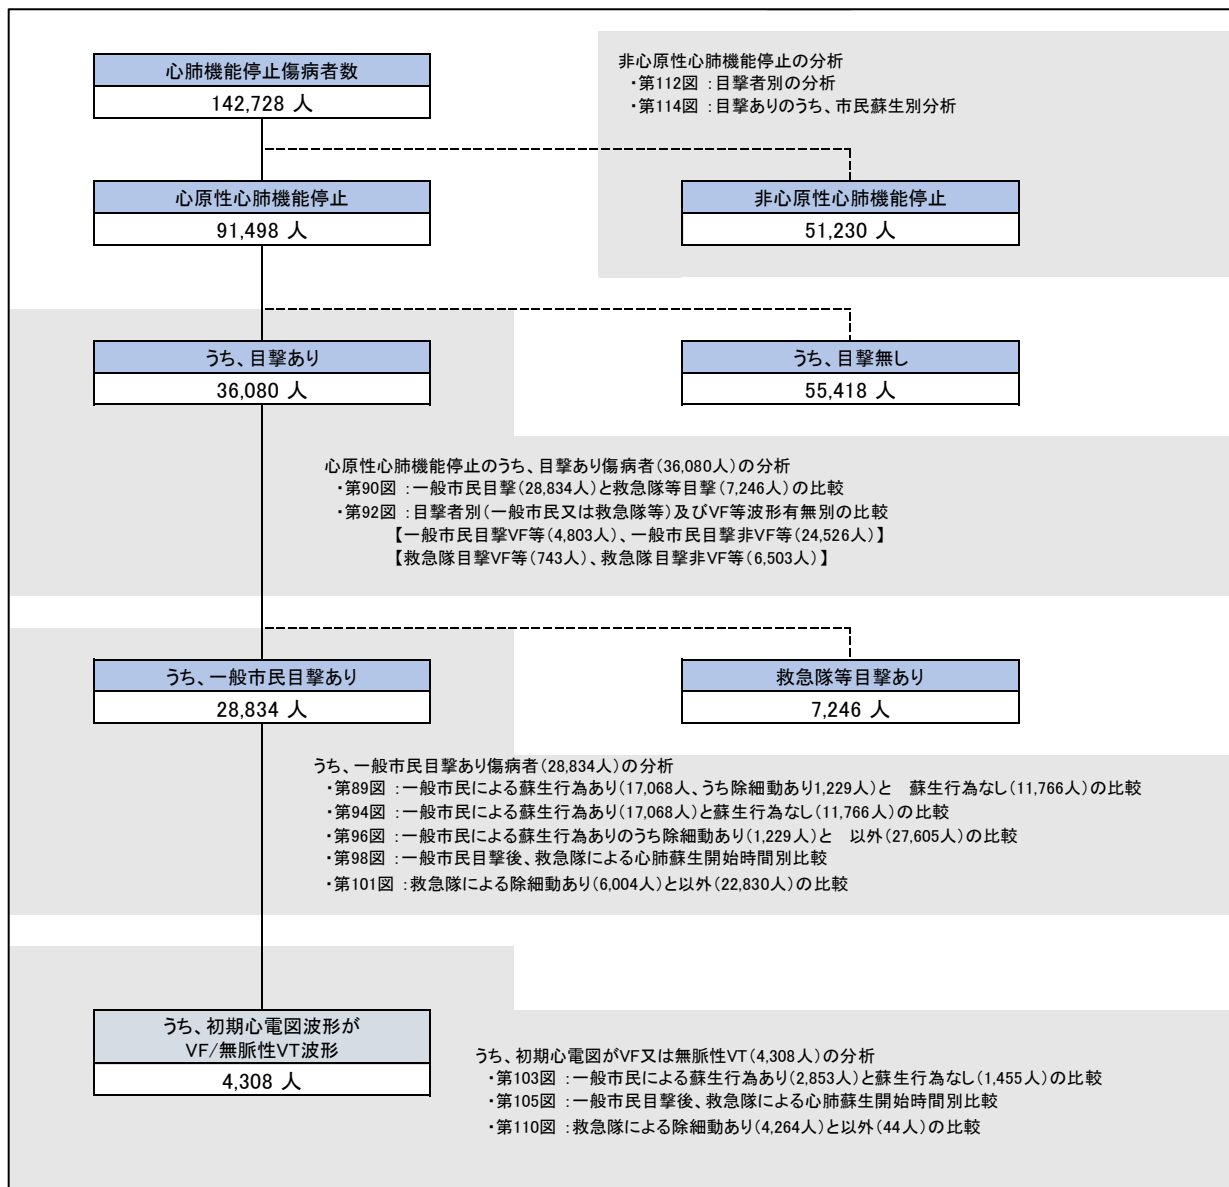 心肺機能停止傷病者数
142,728 人
非心原性心肺機能停止の分析
・第112図 ：目撃者別の分析
・第114図 ：目撃ありのうち、市民蘇生別分析
心原性心肺機能停止
91,498 人
非心原性心肺機能停止
51,230 人
うち、目撃あり
36,080 人
うち、目撃無し
55,418 人
心原性心肺機能停止のうち、目撃あり傷病者（36,080人）の分析
・第90図 ：一般市民目撃（28,834人）と救急隊等目撃（7,246人）の比較
・第92図 ：目撃者別（一般市民又は救急隊等）及びVF等波形有無別の比較
【一般市民目撃VF等（4,803人）、一般市民目撃非VF等（24,526人）】
【救急隊目撃VF等（743人）、救急隊目撃非VF等（6,503人）】
うち、一般市民目撃あり
28,834 人
救急隊等目撃あり
7,246 人
うち、一般市民目撃あり傷病者（28,834人）の分析
・第89図 ：一般市民による蘇生行為あり（17,068人、うち除細動あり1,229人）と　蘇生行為なし（11,766人）の比較
・第94図 ：一般市民による蘇生行為あり（17,068人）と蘇生行為なし（11,766人）の比較
・第96図 ：一般市民による蘇生行為ありのうち除細動あり（1,229人）と　以外（27,605人）の比較
・第98図 ：一般市民目撃後、救急隊による心肺蘇生開始時間別比較
・第101図 ：救急隊による除細動あり（6,004人）と以外（22,830人）の比較
うち、初期心電図波形が
VF/無脈性VT波形
4,308 人
うち、初期心電図がVF又は無脈性VT（4,308人）の分析
・第103図 ：一般市民による蘇生行為あり（2,853人）と蘇生行為なし（1,455人）の比較
・第105図 ：一般市民目撃後、救急隊による心肺蘇生開始時間別比較
・第110図 ：救急隊による除細動あり（4,264人）と以外（44人）の比較